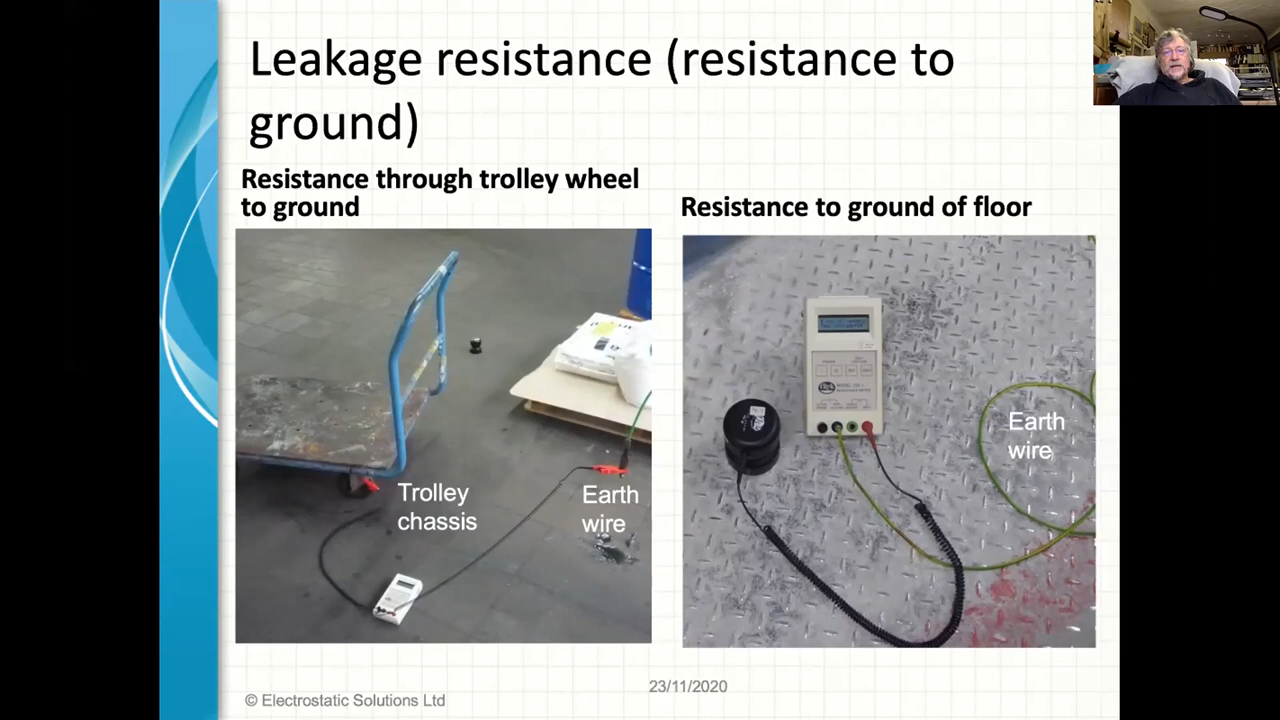 Leakage resistance (resistance to
ground)
Resistance through trolley wheel
to ground
Resistance to ground of floor
Trolley
chassis
Earth
wire
Earth
wire
23/11/2020
© Electrostatic Solutions Ltd